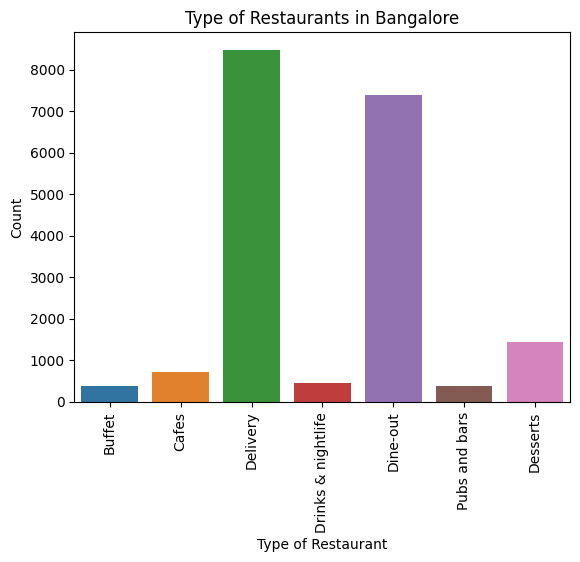 Type of Restaurants in Bangalore
Count
8000
7000
6000
5000
4000
3000
2000
1000
0
Buffet
Cafes
Delivery
Drinks & nightlife
Dine-out
Pubs and bars
Desserts
Type of Restaurant